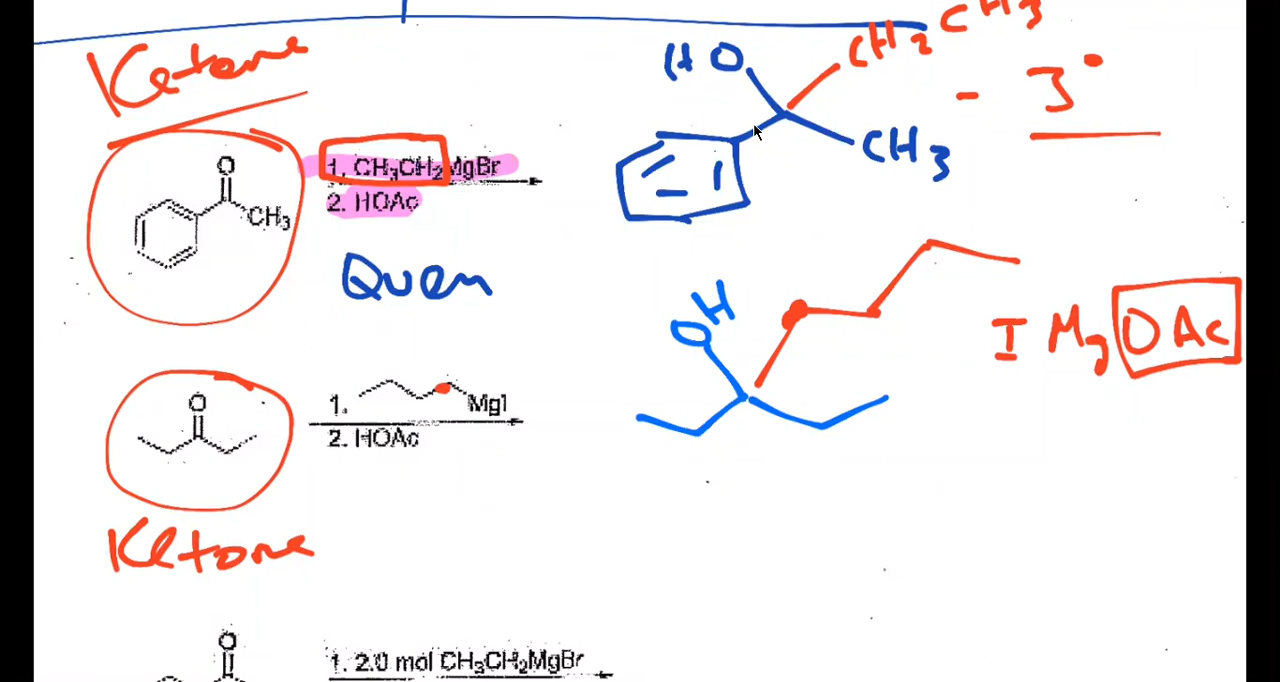 CH2CH3
Ketone
HO
- 3°
O
1. CH3CH2MgBr
CH3
2. HOAc
CH3
Quen
OH
I Mg OAc
O
1.
MgI
2. HOAc
Ketone
O
1. 2.0 mol CH3CH2MgBr